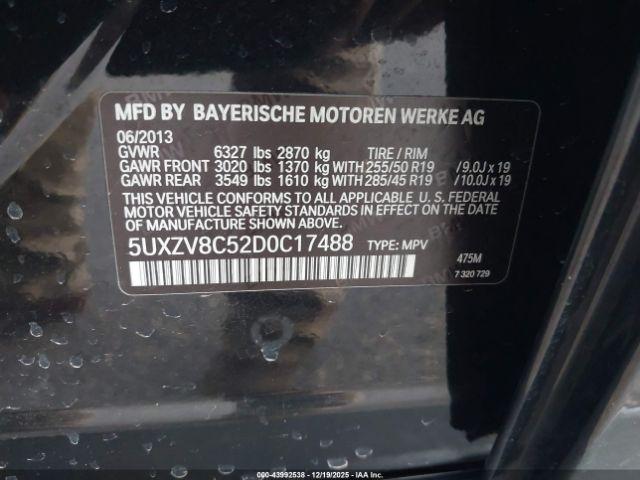 MFD BY BAYERISCHE MOTOREN WERKE AG
06/2013
GVWR 6327 lbs 2870 kg TIRE / RIM
GAWR FRONT 3020 lbs 1370 kg WITH 255/50 R19 /9.0J x 19
GAWR REAR 3549 lbs 1610 kg WITH 285/45 R19 /10.0J x 19
THIS VEHICLE CONFORMS TO ALL APPLICABLE U. S. FEDERAL
MOTOR VEHICLE SAFETY STANDARDS IN EFFECT ON THE DATE
OF MANUFACTURE SHOWN ABOVE.
5UXZV8C52D0C17488 TYPE: MPV
475M
7 320 729
00-43992538 - 12/19/2025 - IAAI.COM